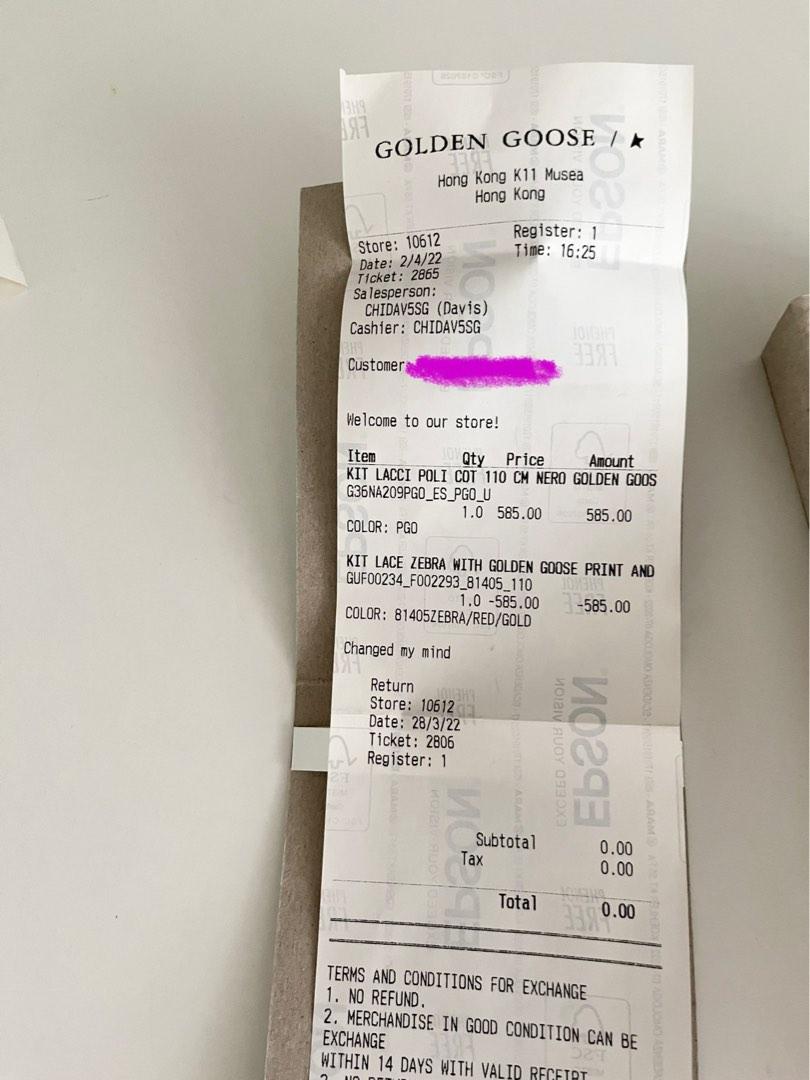 GOLDEN GOOSE / ★
Hong Kong K11 Musea
Hong Kong
Store: 10612 Register: 1
Date: 2/4/22 Time: 16:25
Ticket: 2865
Salesperson:
CHIDAV5SG (Davis)
Cashier: CHIDAV5SG
Customer
Welcome to our store!
Item Qty Price Amount
KIT LACCI POLI COT 110 CM NERO GOLDEN GOOS
G36NA209PGO_ES_PGO_U
1.0 585.00 585.00
COLOR: PGO
KIT LACE ZEBRA WITH GOLDEN GOOSE PRINT AND
GUF00234_F002293_81405_110
1.0 -585.00 -585.00
COLOR: 81405ZEBRA/RED/GOLD
Changed my mind
Return
Store: 10612
Date: 28/3/22
Ticket: 2806
Register: 1
Subtotal 0.00
Tax 0.00
Total 0.00
TERMS AND CONDITIONS FOR EXCHANGE
1. NO REFUND.
2. MERCHANDISE IN GOOD CONDITION CAN BE
EXCHANGE
WITHIN 14 DAYS WITH VALID RECEIPT